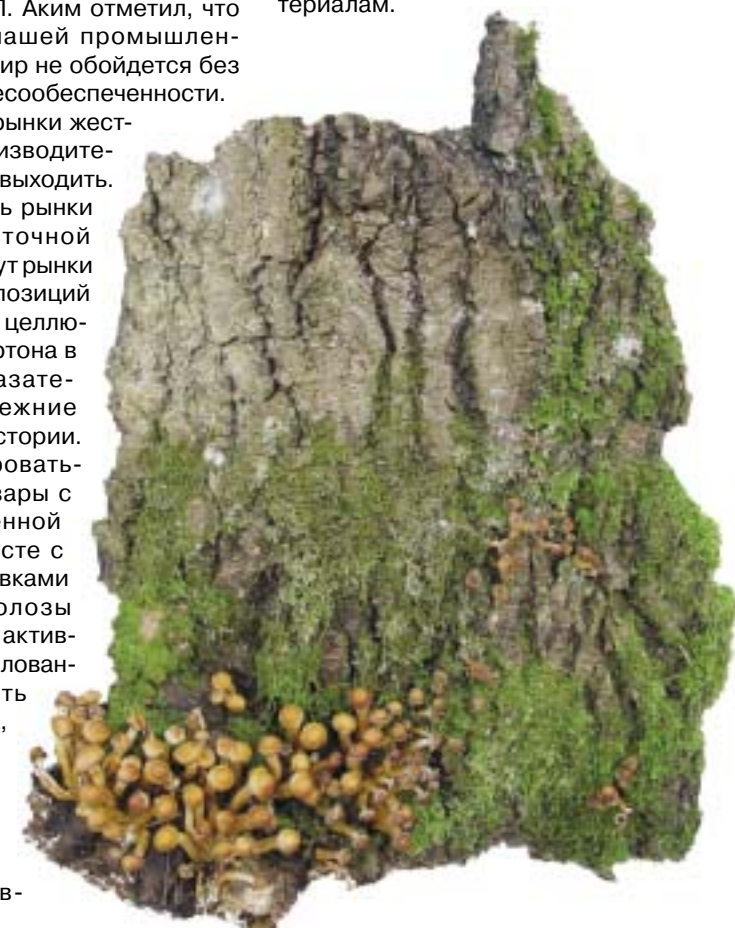 Л. Аким отметил, что
нашей промышлен-
ир не обойдется без
есообеспеченности.
рынки жест-
изводите-
выходить.
ь рынки
точной
ут рынки
позиций
целлю-
ртона в
азате-
ежние
стории.
ровать-
вары с
енной
сте с
вками
олозы
актив-
лован-
ть
,
в-
териалам.